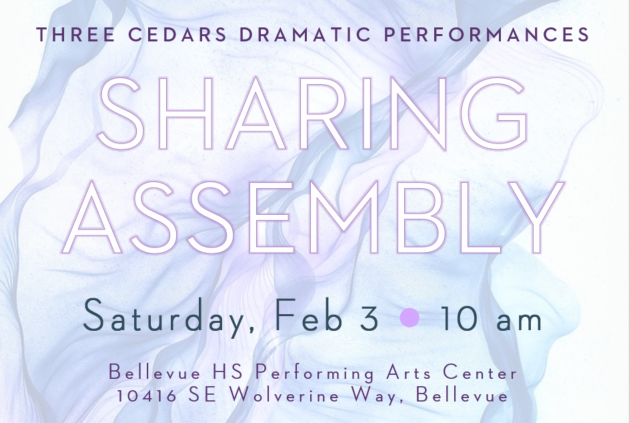 THREE CEDARS DRAMATIC PERFORMANCES
SHARING
ASSEMBLY
Saturday, Feb 3 ● 10 am
Bellevue HS Performing Arts Center
10416 SE Wolverine Way, Bellevue